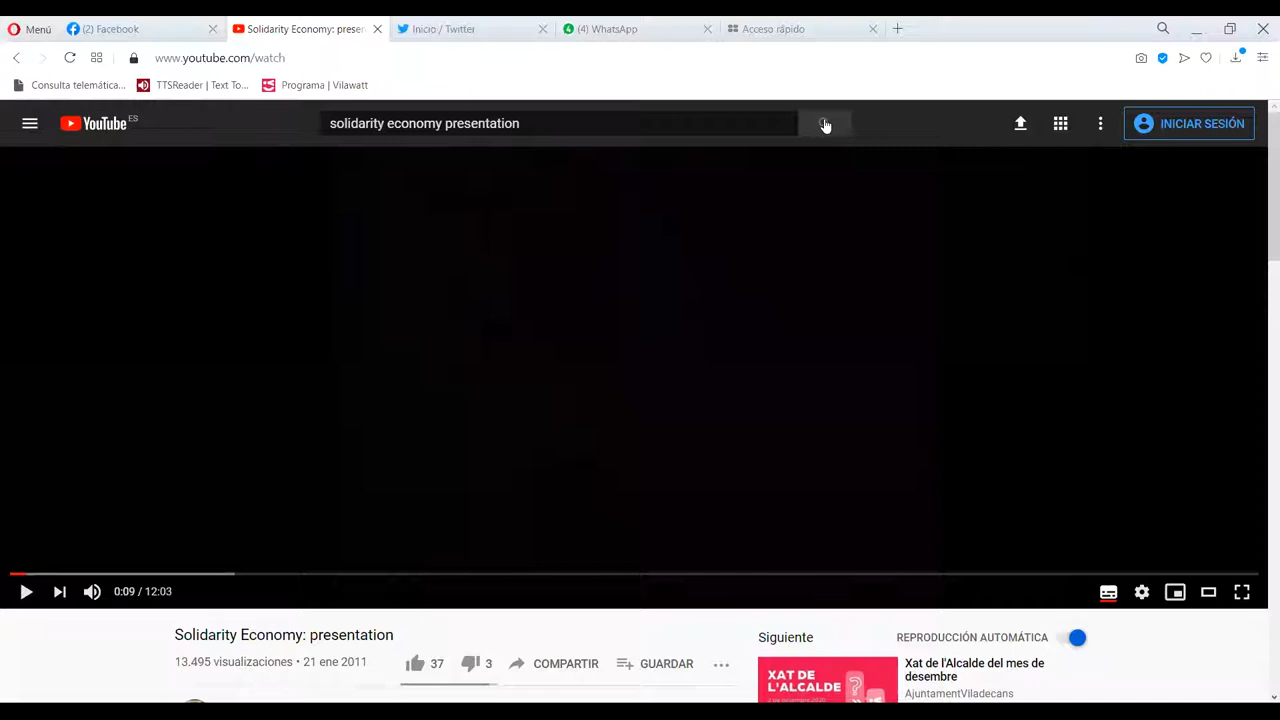 Menú
(2) Facebook
Solidarity Economy: preser
Inicio / Twitter
(4) WhatsApp
Acceso rápido
www.youtube.com/watch
Consulta telemática...
TTSReader | Text To...
Programa | Vilawatt
YouTube ES
solidarity economy presentation
INICIAR SESIÓN
0:09 / 12:03
Solidarity Economy: presentation
13.495 visualizaciones • 21 ene 2011
37
3
COMPARTIR
GUARDAR
Siguiente
REPRODUCCIÓN AUTOMÁTICA
XAT DE
L'ALCALDE
Xat de l'Alcalde del mes de
desembre
AjuntamentViladecans